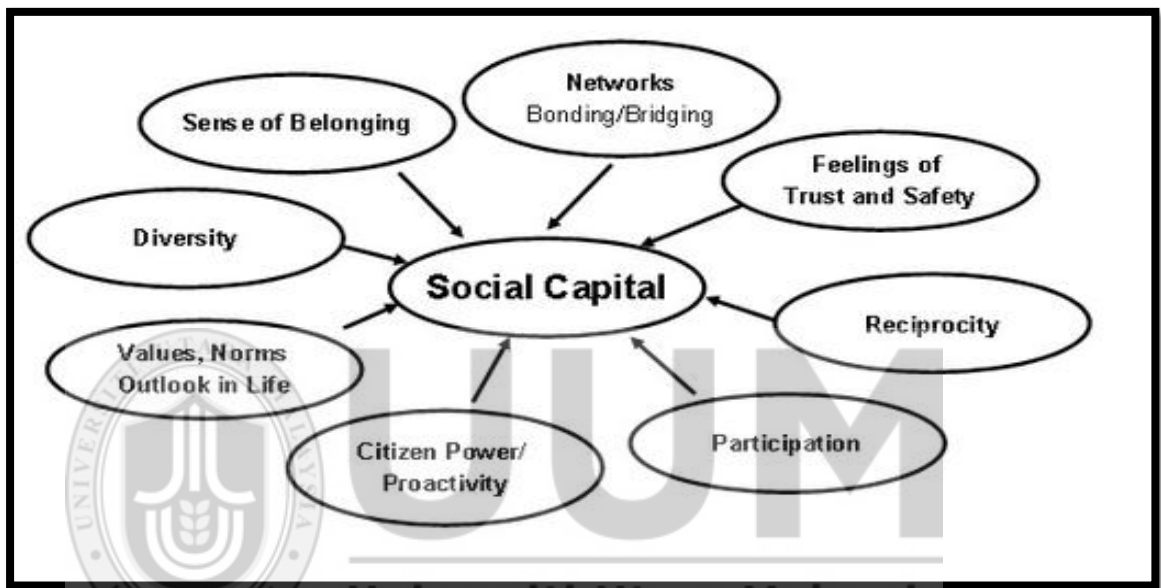 Networks
Bonding/Bridging
Sense of Belonging
Feelings of
Trust and Safety
Diversity
Social Capital
Reciprocity
Values, Norms
Outlook in Life
Citizen Power/
Proactivity
Participation
UUM